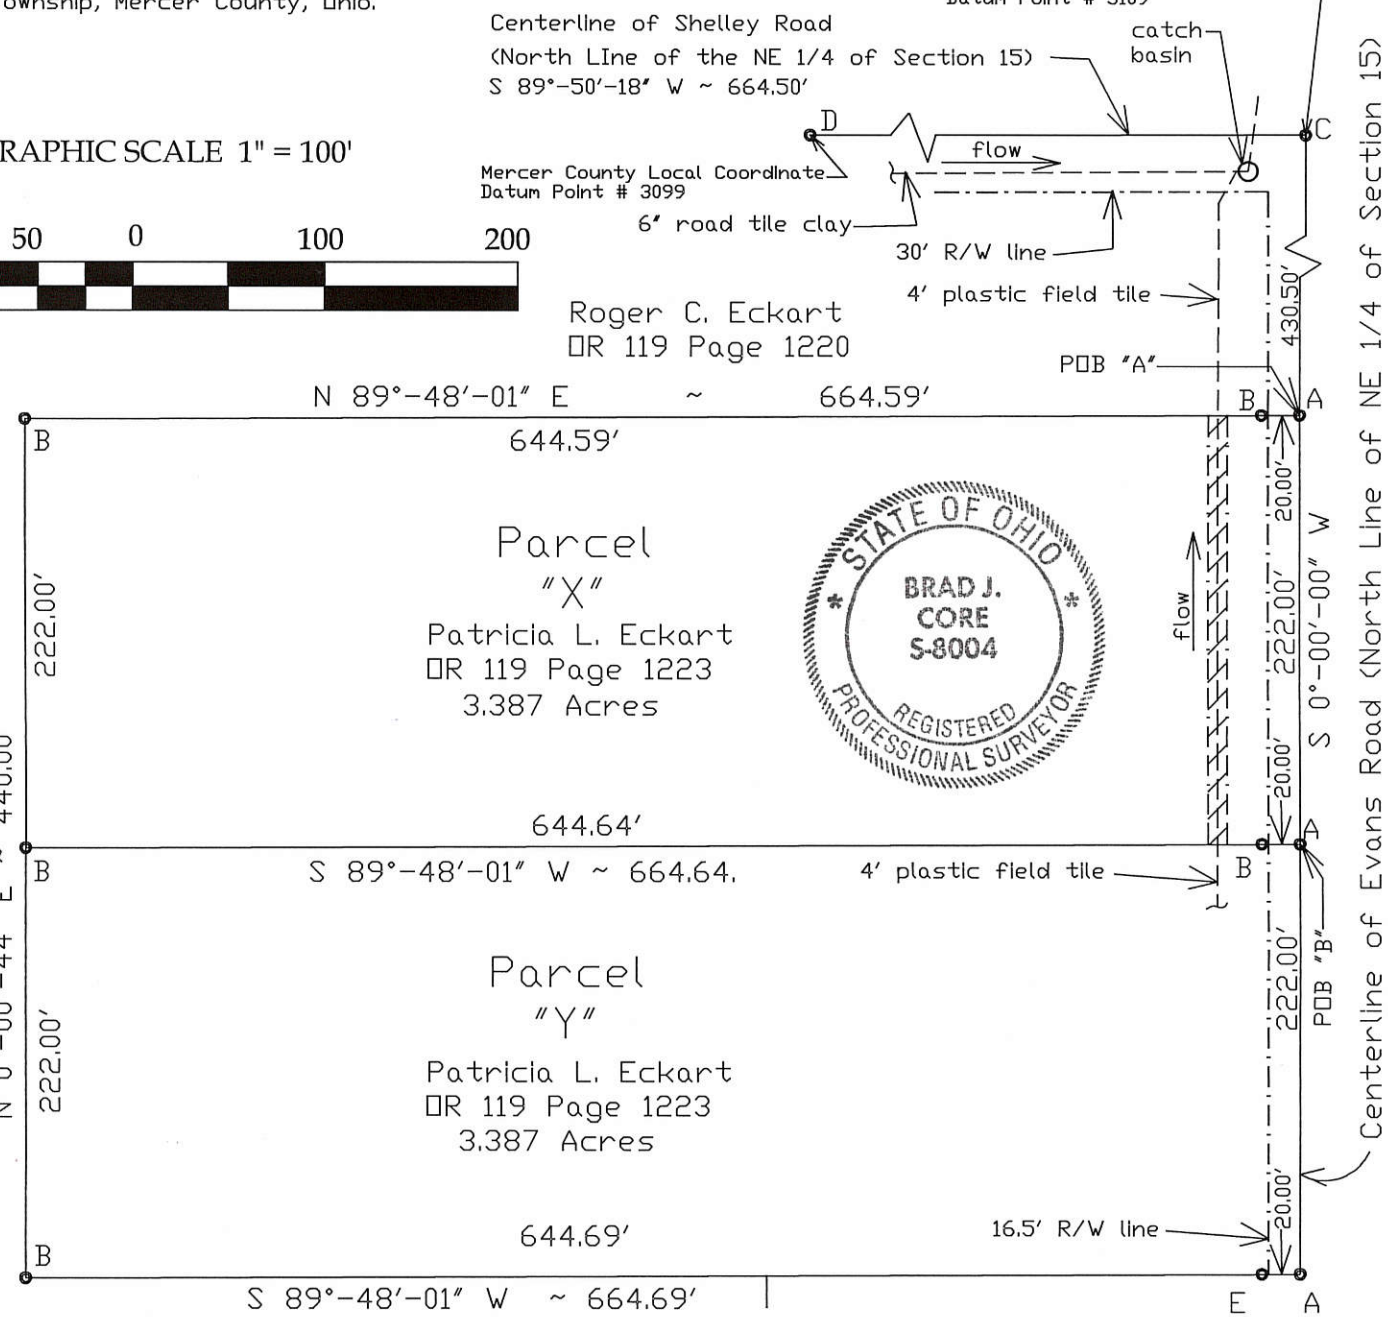 Township, Mercer County, Ohio.
Centerline of Shelley Road
(North LIne of the NE 1/4 of Section 15)
S 89°-50'-18" W ~ 664.50'
Datum Point # 3109
catch
basin
D
C
RAPHIC SCALE 1" = 100'
flow
Mercer County Local Coordinate
Datum Point # 3099
6" road tile clay
30' R/W line
50 0 100 200
4' plastic field tile
430.50'
Roger C. Eckart
OR 119 Page 1220
POB "A"
N 89°-48'-01" E ~ 664.59'
B
A
B
644.59'
20.00'
Parcel
"X"
Patricia L. Eckart
OR 119 Page 1223
3.387 Acres
222.00'
STATE OF OHIO
BRAD J.
CORE
S-8004
REGISTERED
PROFESSIONAL SURVEYOR
* *
flow
222.00'
S 0°-00'-00" W
20.00'
644.64'
A
B
S 89°-48'-01" W ~ 664.64.
B
4' plastic field tile
Parcel
"Y"
Patricia L. Eckart
OR 119 Page 1223
3.387 Acres
222.00'
222.00'
POB "B"
Centerline of Evans Road (North Line of NE 1/4 of Section 15)
16.5' R/W line
20.00'
644.69'
B
S 89°-48'-01" W ~ 664.69'
E
A